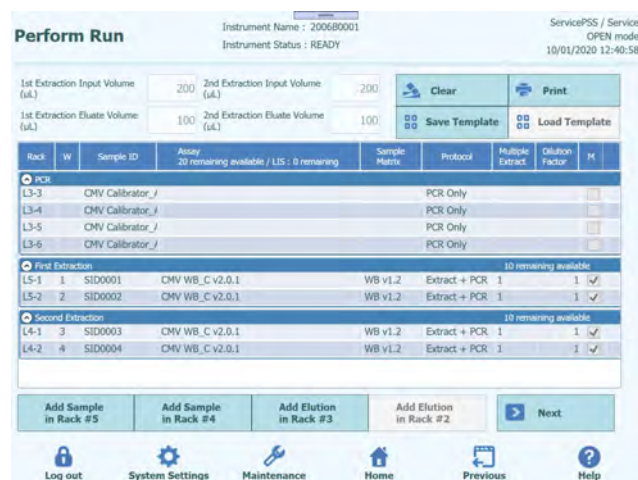 Perform Run
Instrument Name : 200680001
Instrument Status : READY
ServicePSS / Service
OPEN mode
10/01/2020 12:40:58
1st Extraction Input Volume (uL) 200 2nd Extraction Input Volume (uL) 200
1st Extraction Eluate Volume (uL) 100 2nd Extraction Eluate Volume (uL) 100
Clear Print
Save Template Load Template
Rack W Sample ID Assay Sample Matrix Protocol Multiple Extract Dilution Factor M
20 remaining available / LIS : 0 remaining
PCR
L3-3 CMV Calibrator_ PCR Only
L3-4 CMV Calibrator_ PCR Only
L3-5 CMV Calibrator_ PCR Only
L3-6 CMV Calibrator_ PCR Only
First Extraction 10 remaining available
L5-1 1 SID0001 CMV WB_C v2.0.1 WB v1.2 Extract + PCR 1 1
L5-2 2 SID0002 CMV WB_C v2.0.1 WB v1.2 Extract + PCR 1 1
Second Extraction 10 remaining available
L4-1 3 SID0003 CMV WB_C v2.0.1 WB v1.2 Extract + PCR 1 1
L4-2 4 SID0004 CMV WB_C v2.0.1 WB v1.2 Extract + PCR 1 1
Add Sample in Rack #5 Add Sample in Rack #4 Add Elution in Rack #3 Add Elution in Rack #2 Next
Log out System Settings Maintenance Home Previous Help